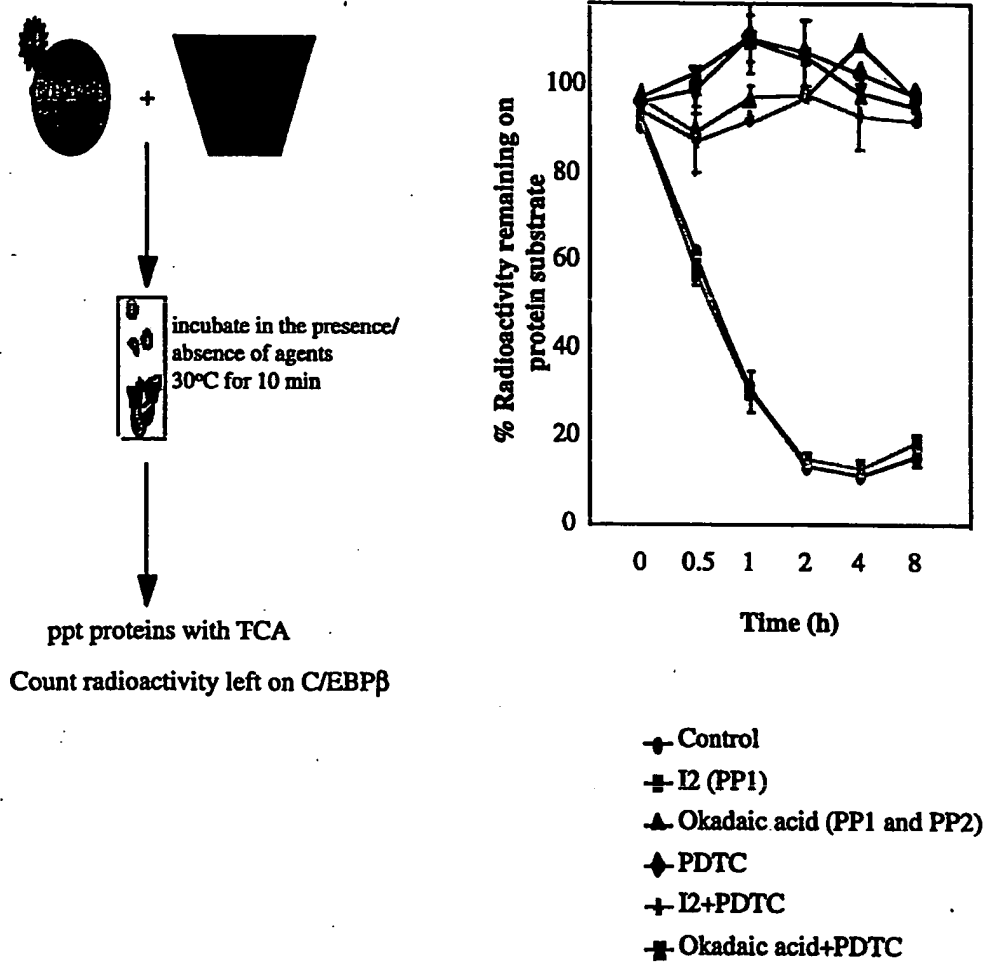 +
incubate in the presence/
absence of agents
30ºC for 10 min
ppt proteins with TCA
Count radioactivity left on C/EBPβ
% Radioactivity remaining on
protein substrate
100
80
60
40
20
0
0 0.5 1 2 4 8
Time (h)
Control
I2 (PP1)
Okadaic acid (PP1 and PP2)
PDTC
I2+PDTC
Okadaic acid+PDTC